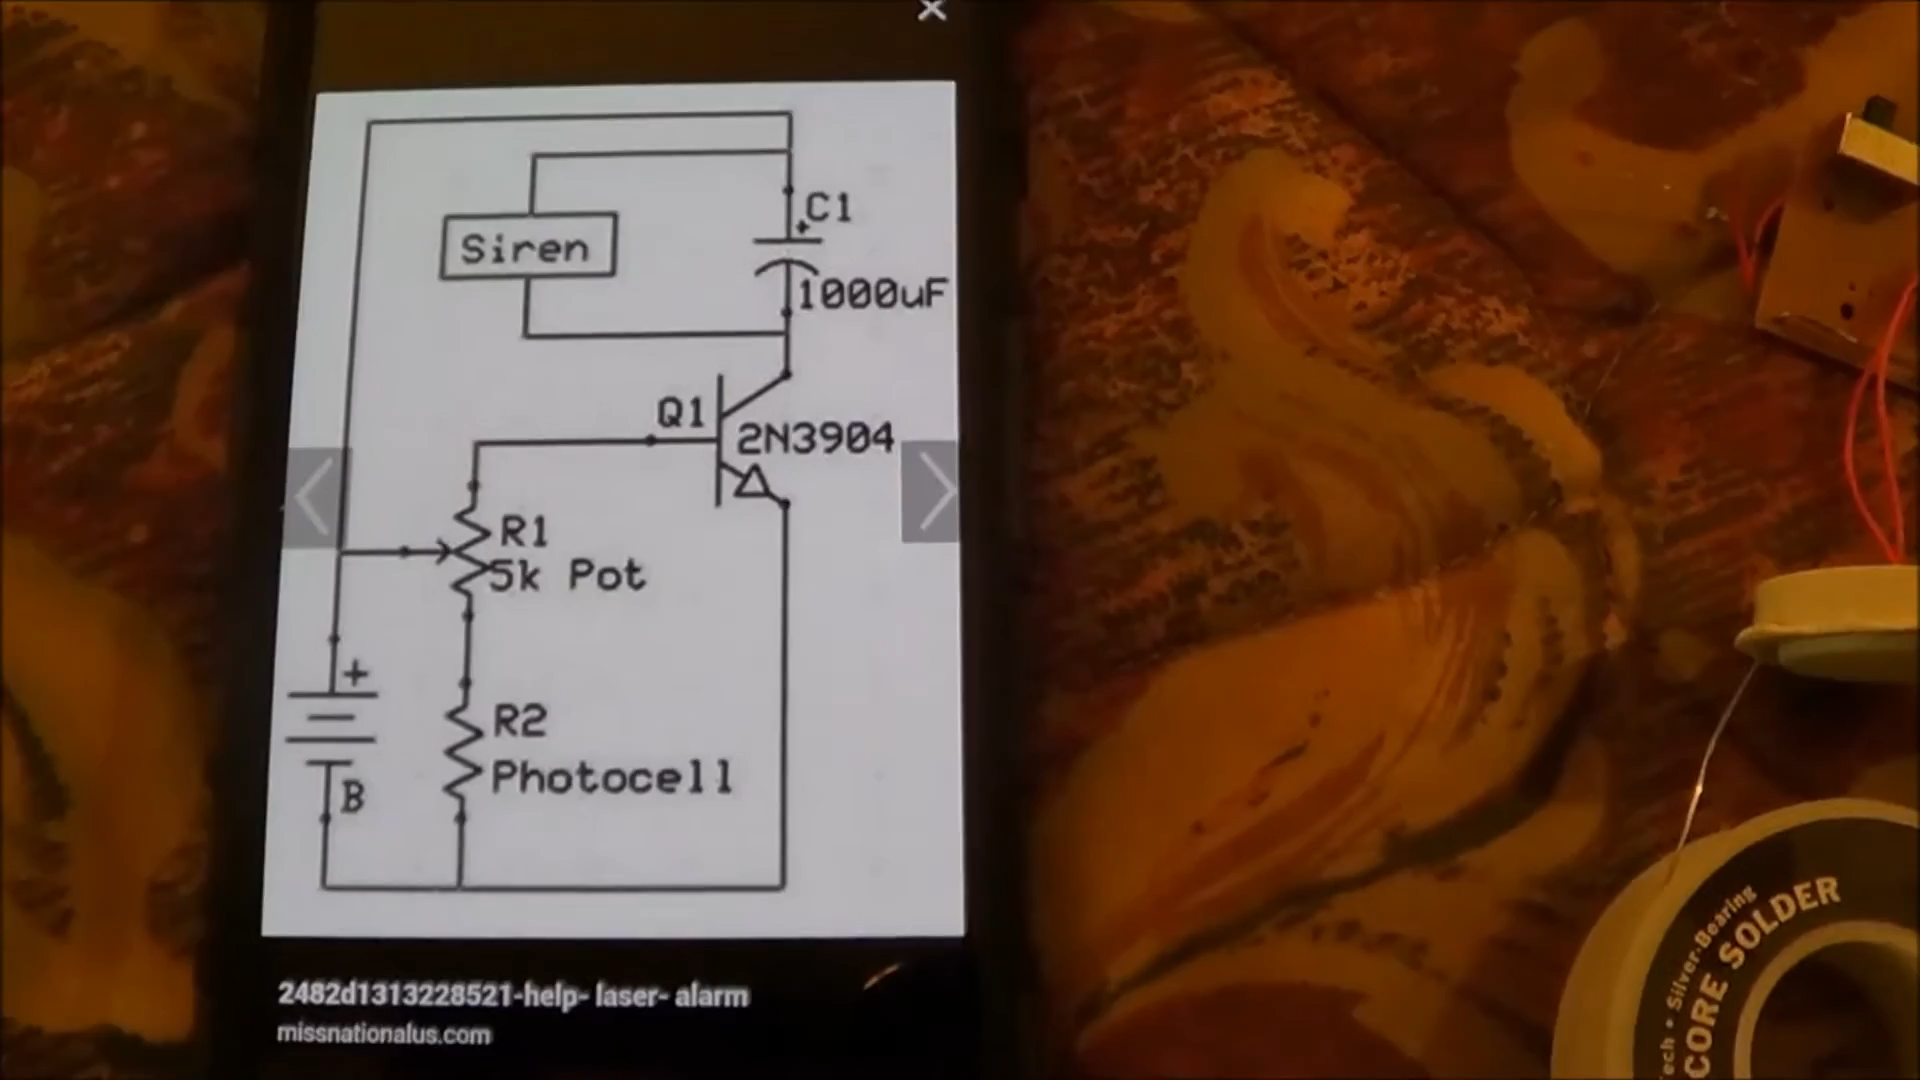 C1
+
Siren
1000uF
Q1
2N3904
R1
5k Pot
+
R2
Photocell
B
2482d1313228521-help- laser- alarm
missnationalus.com
Silver-Bearing
CORE SOLDER